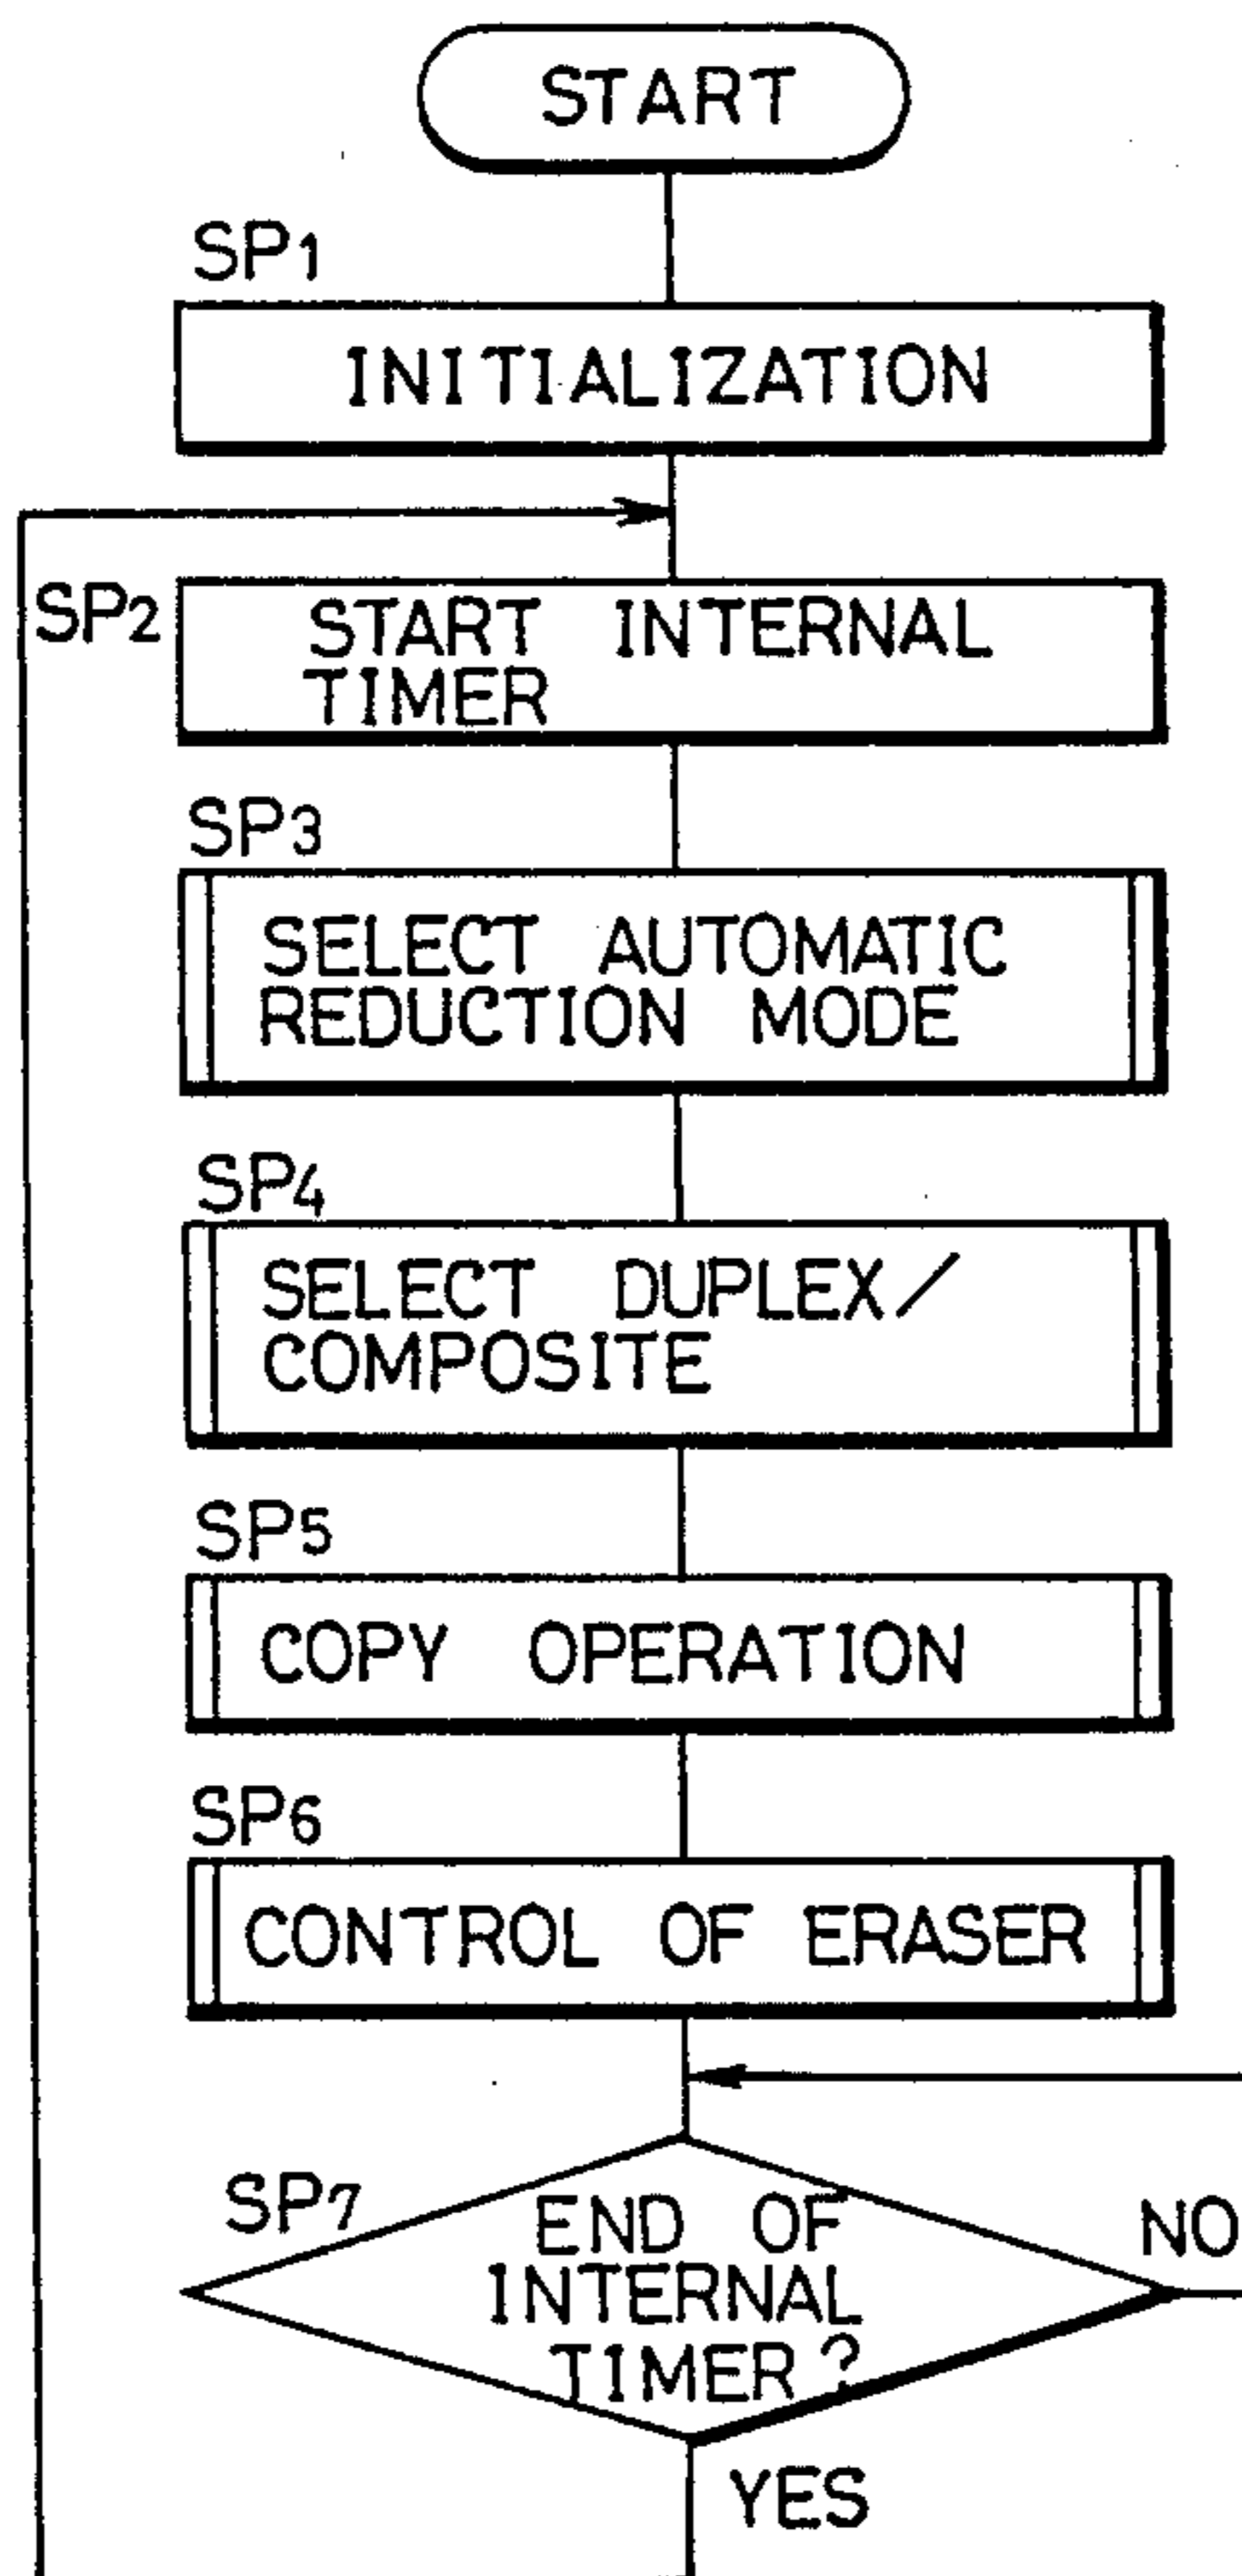 START
SP1
INITIALIZATION
SP2
START INTERNAL
TIMER
SP3
SELECT AUTOMATIC
REDUCTION MODE
SP4
SELECT DUPLEX/
COMPOSITE
SP5
COPY OPERATION
SP6
CONTROL OF ERASER
SP7
END OF
INTERNAL
TIMER?
NO
YES